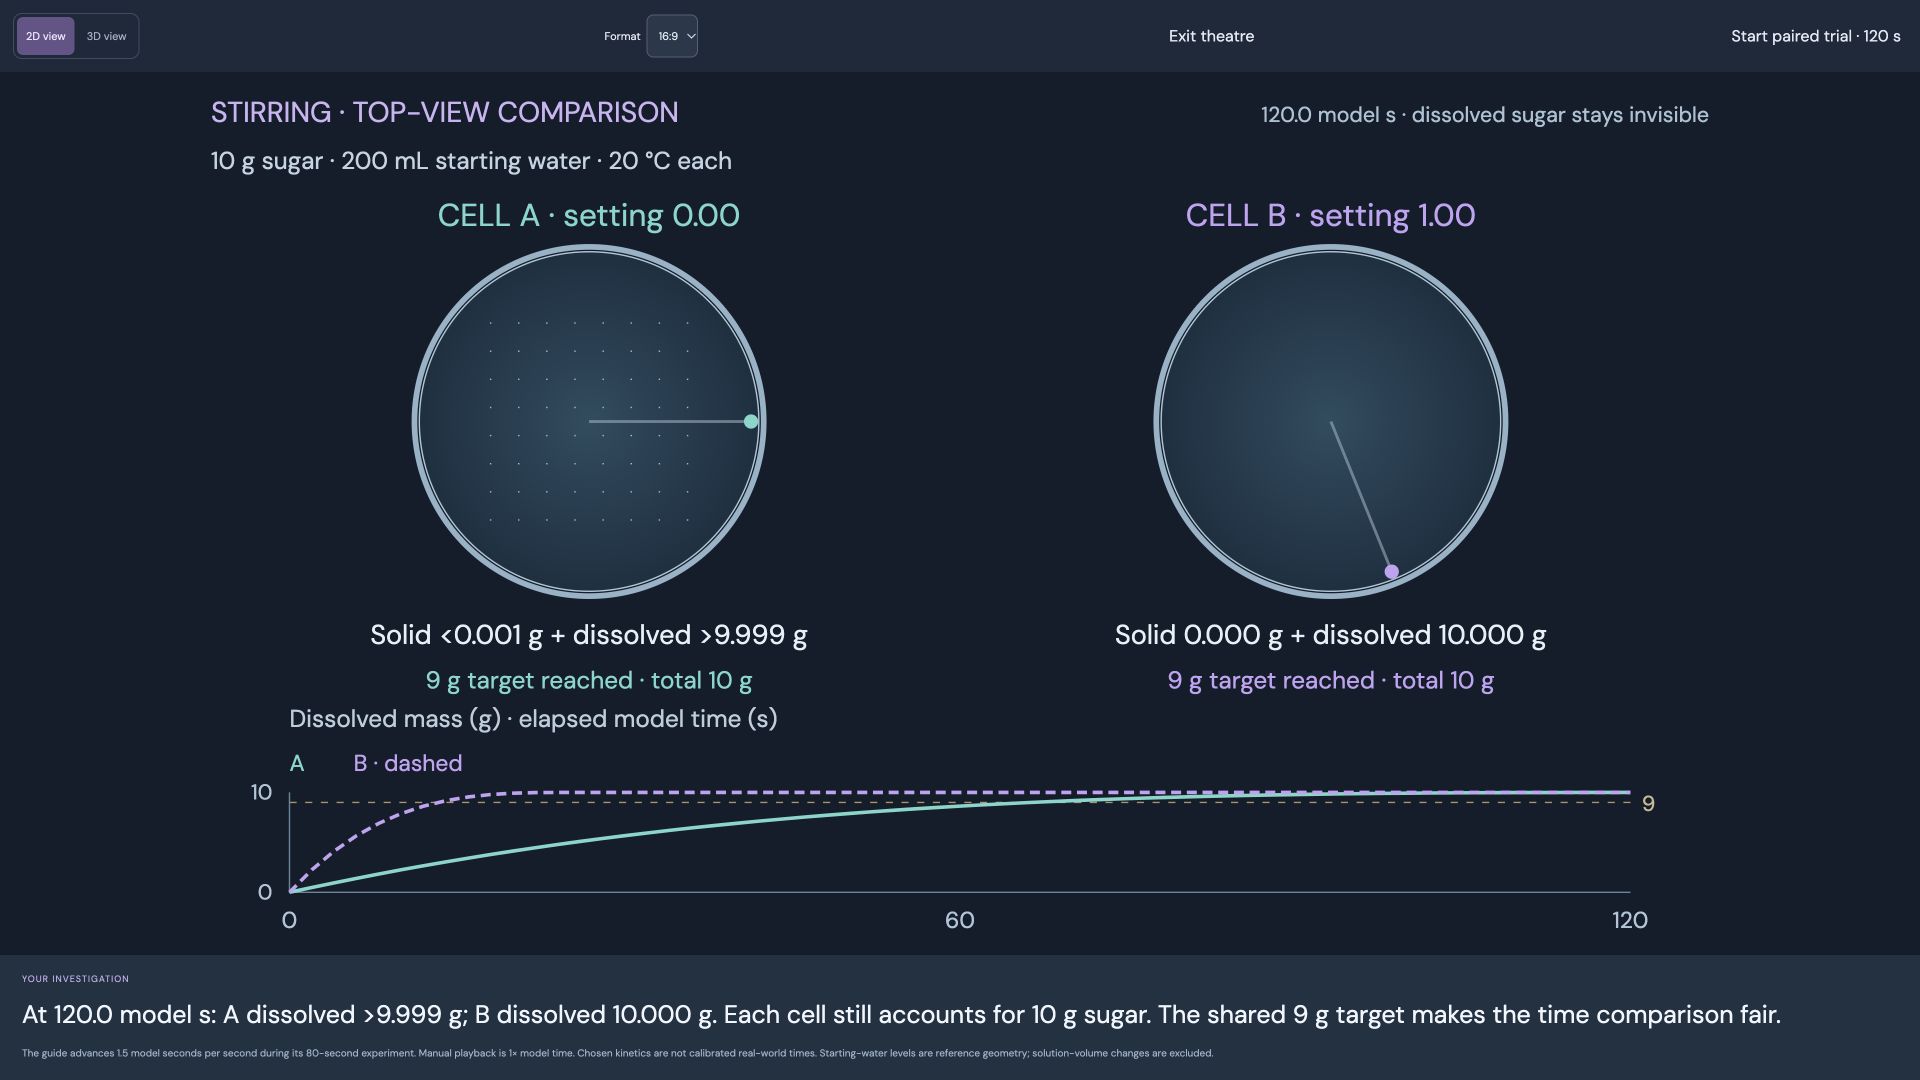 2D view
3D view
Format
16:9
Exit theatre
Start paired trial · 120 s
STIRRING · TOP-VIEW COMPARISON
120.0 model s · dissolved sugar stays invisible
10 g sugar · 200 mL starting water · 20 °C each
CELL A · setting 0.00
CELL B · setting 1.00
Solid <0.001 g + dissolved >9.999 g
Solid 0.000 g + dissolved 10.000 g
9 g target reached · total 10 g
9 g target reached · total 10 g
Dissolved mass (g) · elapsed model time (s)
A
B · dashed
10
9
0
0
60
120
YOUR INVESTIGATION
At 120.0 model s: A dissolved >9.999 g; B dissolved 10.000 g. Each cell still accounts for 10 g sugar. The shared 9 g target makes the time comparison fair.
The guide advances 1.5 model seconds per second during its 80-second experiment. Manual playback is 1× model time. Chosen kinetics are not calibrated real-world times. Starting-water levels are reference geometry; solution-volume changes are excluded.